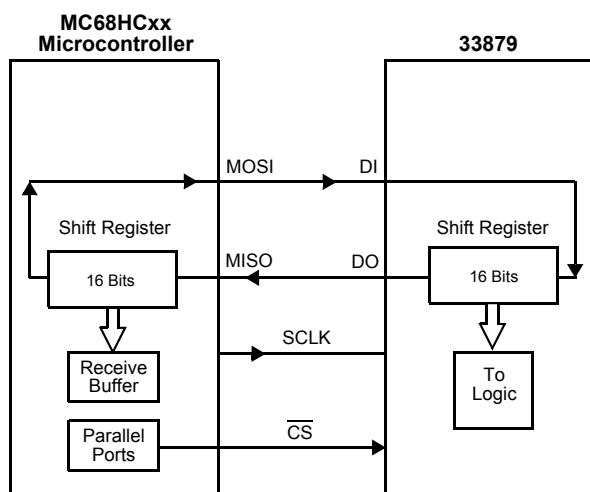 MC68HCxx
Microcontroller
33879
MOSI
DI
Shift Register
Shift Register
MISO
DO
16 Bits
16 Bits
SCLK
Receive
Buffer
To
Logic
Parallel
Ports
CS